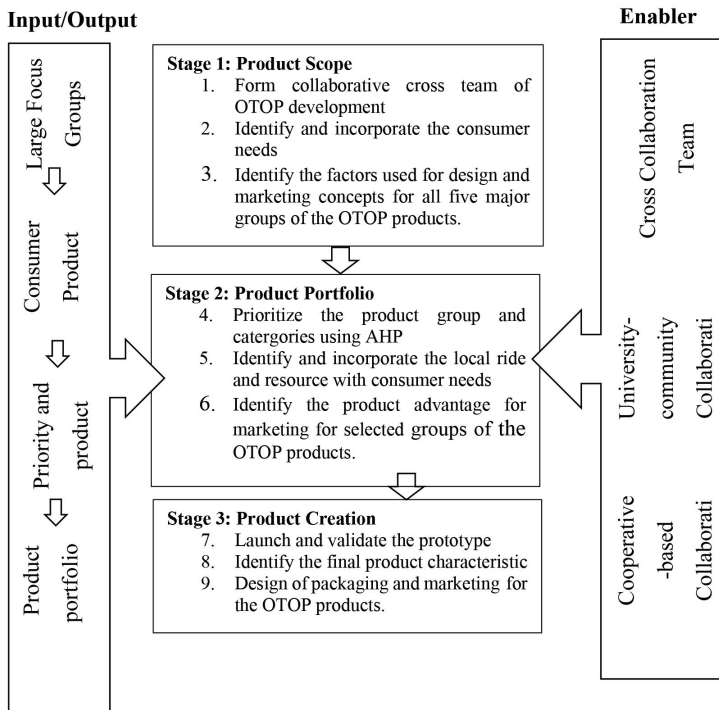 Input/Output
Enabler
Large Focus
Groups
Consumer
Product
Priority and
product
Product
portfolio
Stage 1: Product Scope
1. Form collaborative cross team of
OTOP development
2. Identify and incorporate the consumer
needs
3. Identify the factors used for design and
marketing concepts for all five major
groups of the OTOP products.
Stage 2: Product Portfolio
4. Prioritize the product group and
catergories using AHP
5. Identify and incorporate the local ride
and resource with consumer needs
6. Identify the product advantage for
marketing for selected groups of the
OTOP products.
Stage 3: Product Creation
7. Launch and validate the prototype
8. Identify the final product characteristic
9. Design of packaging and marketing for
the OTOP products.
Cross Collaboration
Team
University-
community
Collaborati
Cooperative
-based
Collaborati